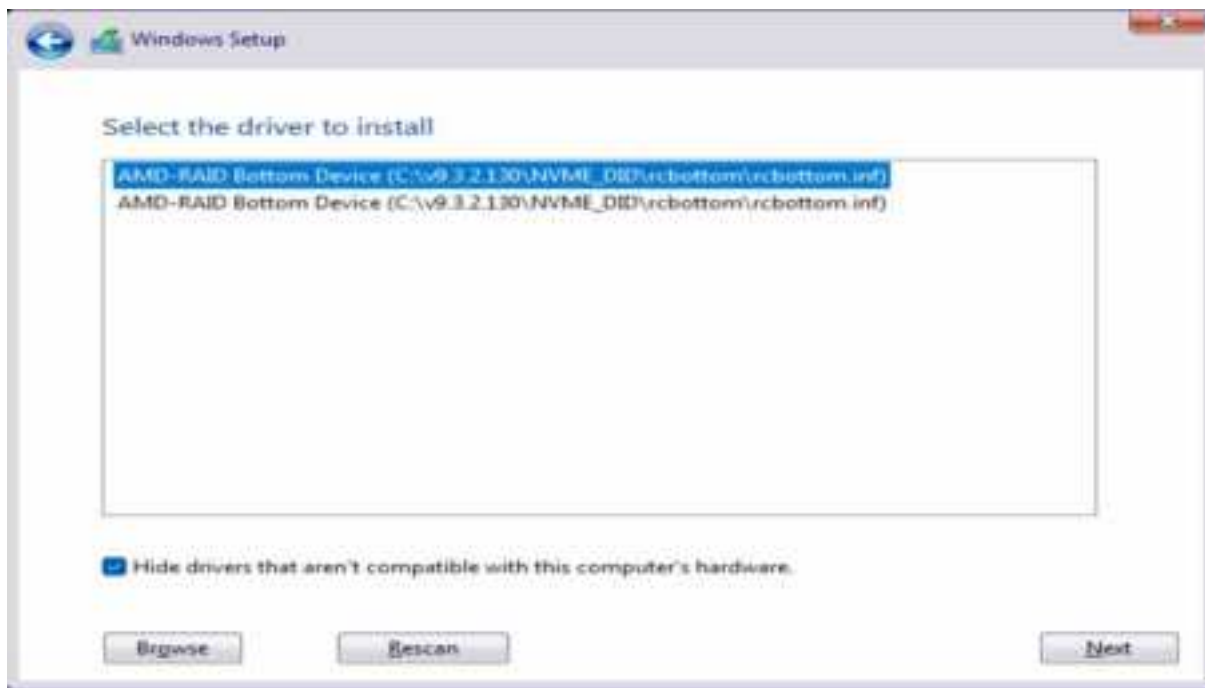 Windows Setup
Select the driver to install
AMD-RAID Bottom Device (C:\v9.3.2.130\NVME_DID\rcbottom\rcbottom.inf)
AMD-RAID Bottom Device (C:\v9.3.2.130\NVME_DID\rcbottom\rcbottom.inf)
Hide drivers that aren't compatible with this computer's hardware.
Browse
Rescan
Next